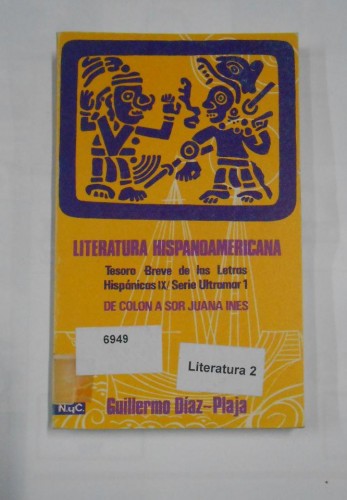 LITERATURA HISPANOAMERICANA
Tesoro Breve de las Letras
Hispánicas IX/Serie Ultramar 1
DE COLON A SOR JUANA INES
6949
Literatura 2
Guillermo Díaz-Plaja
NyC.